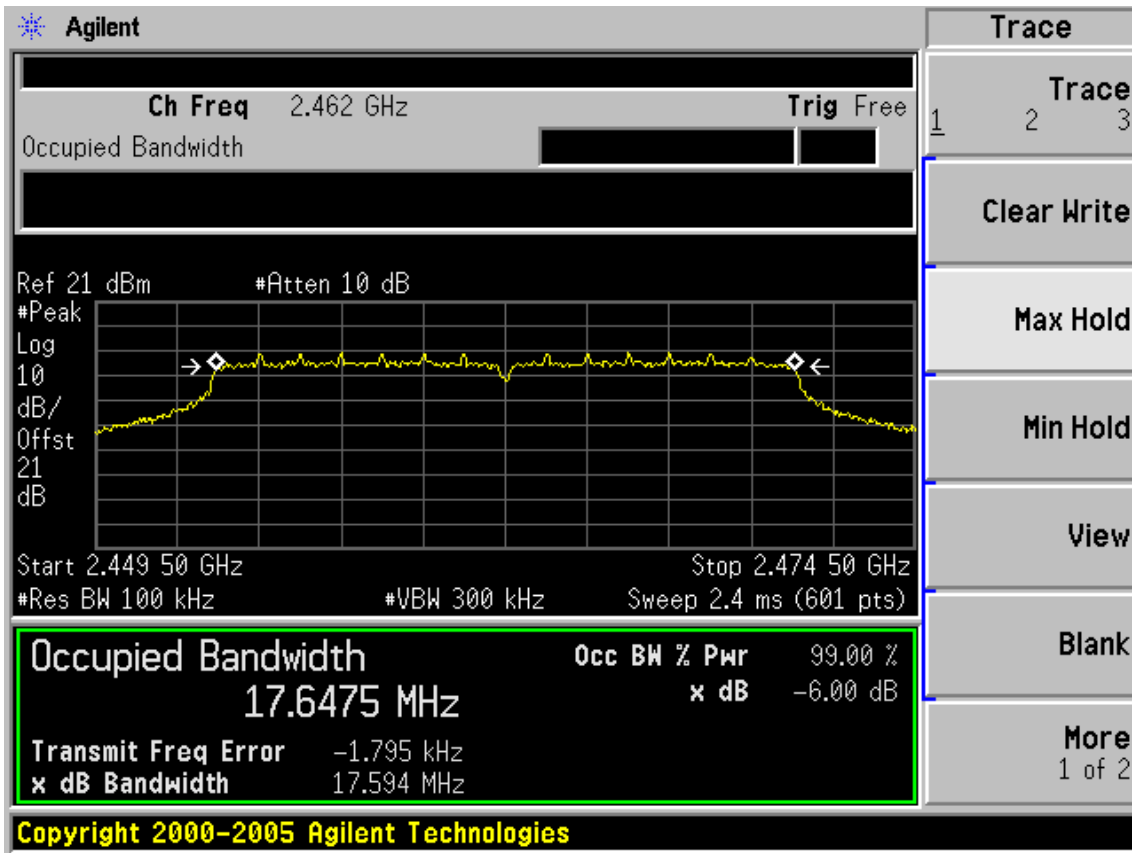 Agilent
Trace
Ch Freq 2.462 GHz Trig Free
Occupied Bandwidth
Ref 21 dBm #Atten 10 dB
#Peak
Log
10
dB/
Offst
21
dB
Start 2.449 50 GHz Stop 2.474 50 GHz
#Res BW 100 kHz #VBW 300 kHz Sweep 2.4 ms (601 pts)
Occupied Bandwidth
17.6475 MHz
Occ BW % Pwr 99.00 %
x dB -6.00 dB
Transmit Freq Error -1.795 kHz
x dB Bandwidth 17.594 MHz
Copyright 2000-2005 Agilent Technologies
Trace
1 2 3
Clear Write
Max Hold
Min Hold
View
Blank
More
1 of 2